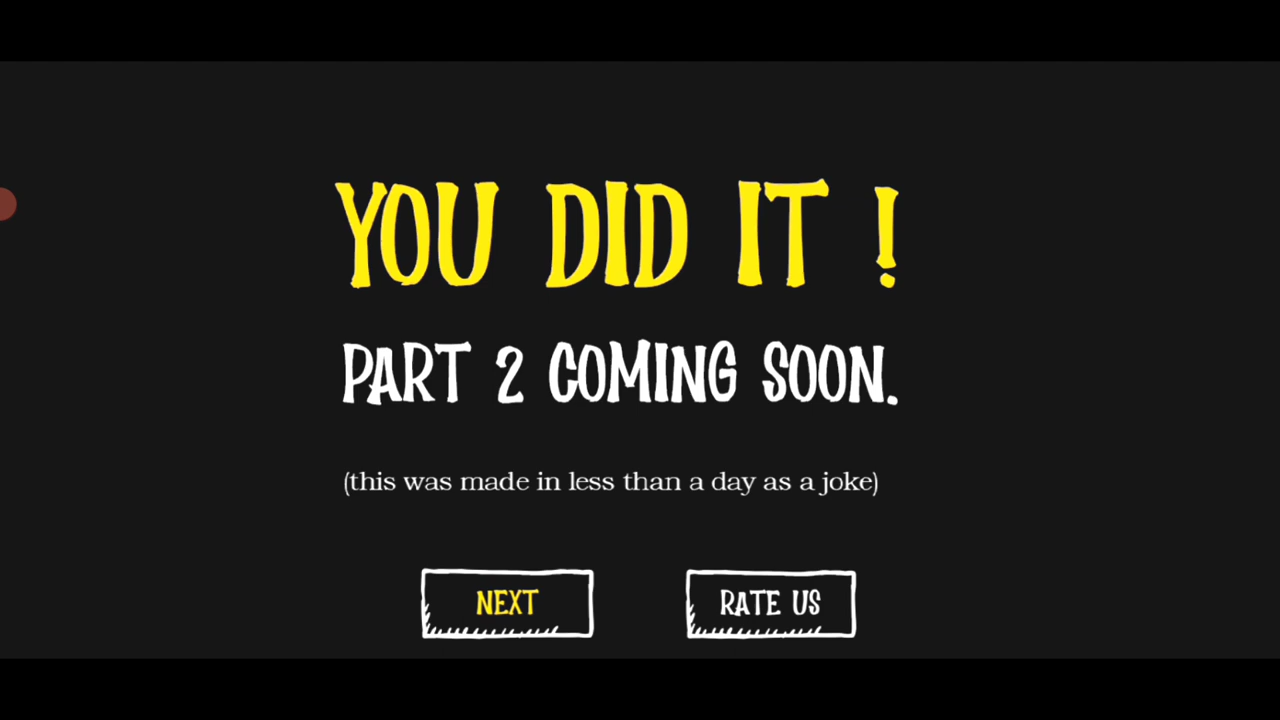 YOU DID IT !
PART 2 COMING SOON.
(this was made in less than a day as a joke)
NEXT
RATE US